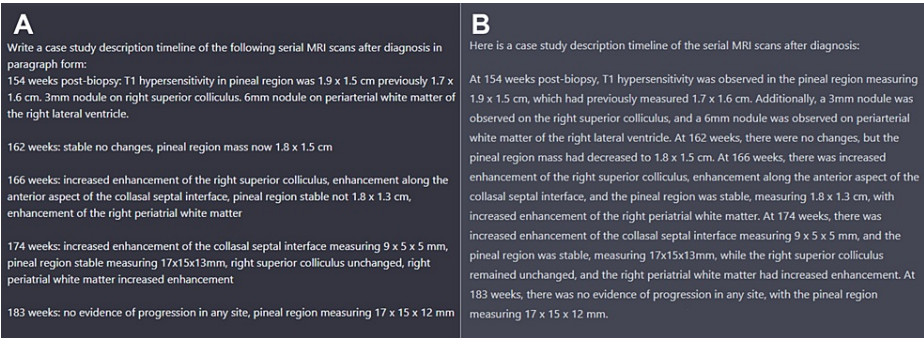 A
Write a case study description timeline of the following serial MRI scans after diagnosis in
paragraph form:
154 weeks post-biopsy: T1 hypersensitivity in pineal region was 1.9 x 1.5 cm previously 1.7 x
1.6 cm. 3mm nodule on right superior colliculus. 6mm nodule on periarterial white matter of
the right lateral ventricle.
162 weeks: stable no changes, pineal region mass now 1.8 x 1.5 cm
166 weeks: increased enhancement of the right superior colliculus, enhancement along the
anterior aspect of the collasal septal interface, pineal region stable not 1.8 x 1.3 cm,
enhancement of the right periatrial white matter
174 weeks: increased enhancement of the collasal septal interface measuring 9 x 5 x 5 mm,
pineal region stable measuring 17x15x13mm, right superior colliculus unchanged, right
periatrial white matter increased enhancement
183 weeks: no evidence of progression in any site, pineal region measuring 17 x 15 x 12 mm
B
Here is a case study description timeline of the serial MRI scans after diagnosis:
At 154 weeks post-biopsy, T1 hypersensitivity was observed in the pineal region measuring
1.9 x 1.5 cm, which had previously measured 1.7 x 1.6 cm. Additionally, a 3mm nodule was
observed on the right superior colliculus, and a 6mm nodule was observed on periarterial
white matter of the right lateral ventricle. At 162 weeks, there were no changes, but the
pineal region mass had decreased to 1.8 x 1.5 cm. At 166 weeks, there was increased
enhancement of the right superior colliculus, enhancement along the anterior aspect of the
collasal septal interface, and the pineal region was stable, measuring 1.8 x 1.3 cm, with
increased enhancement of the right periatrial white matter. At 174 weeks, there was
increased enhancement of the collasal septal interface measuring 9 x 5 x 5 mm, and the
pineal region was stable, measuring 17x15x13mm, while the right superior colliculus
remained unchanged, and the right periatrial white matter had increased enhancement. At
183 weeks, there was no evidence of progression in any site, with the pineal region
measuring 17 x 15 x 12 mm.